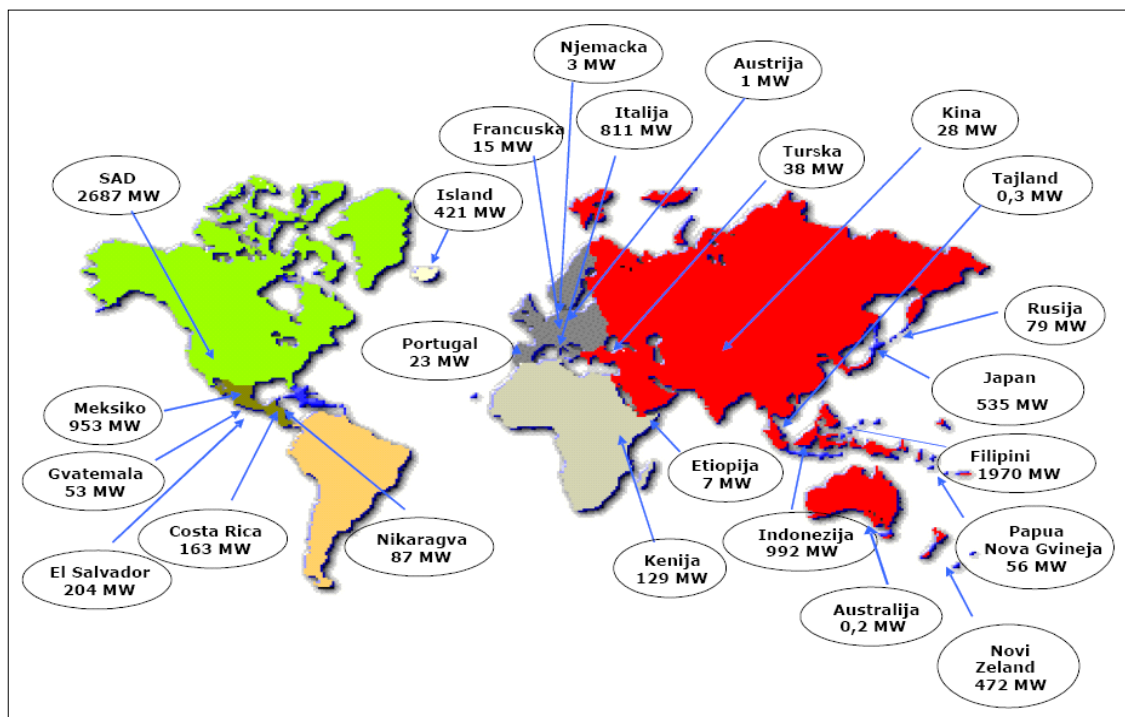 Njemacka
3 MW
Austrija
1 MW
Italija
811 MW
Kina
28 MW
Francuska
15 MW
Turska
38 MW
SAD
2687 MW
Island
421 MW
Tajland
0,3 MW
Rusija
79 MW
Portugal
23 MW
Japan
535 MW
Meksiko
953 MW
Filipini
1970 MW
Gvatemala
53 MW
Etiopija
7 MW
Costa Rica
163 MW
Nikaragva
87 MW
Indonezija
992 MW
Papua
Nova Gvineja
56 MW
Kenija
129 MW
El Salvador
204 MW
Australija
0,2 MW
Novi
Zeland
472 MW